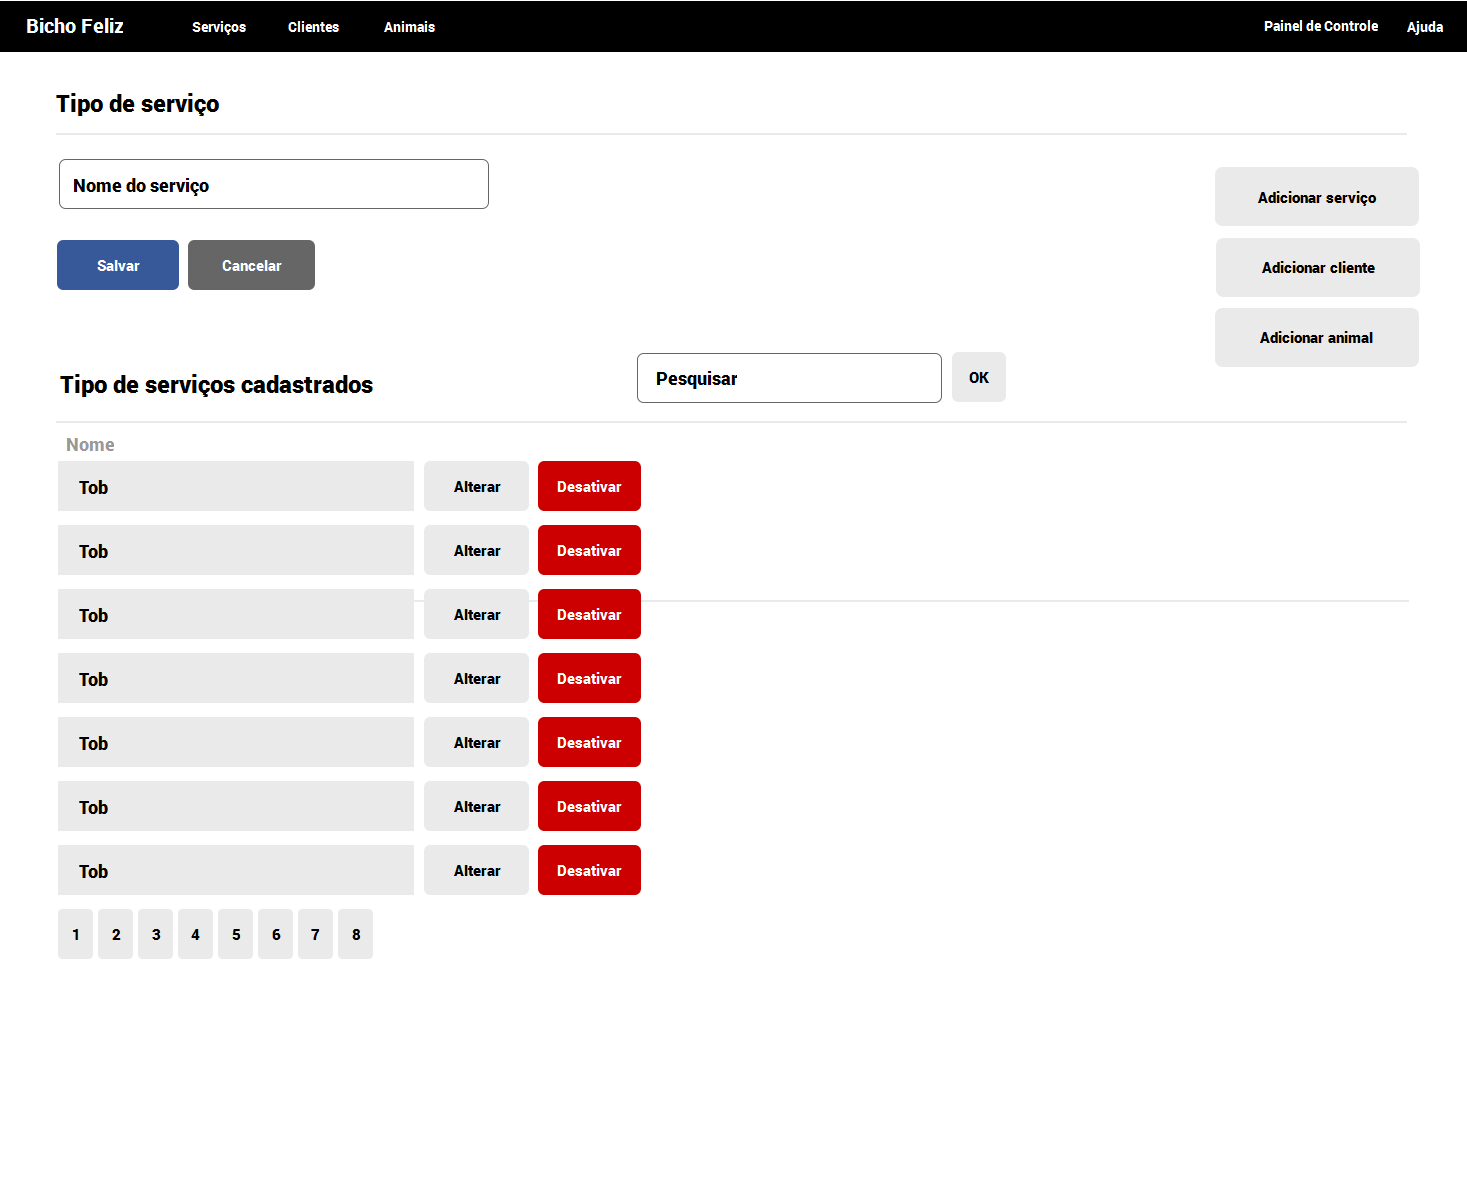 Bicho Feliz Serviços Clientes Animais Painel de Controle Ajuda
Tipo de serviço
Nome do serviço
Adicionar serviço
Salvar Cancelar
Adicionar cliente
Adicionar animal
Tipo de serviços cadastrados Pesquisar OK
Nome
Tob Alterar Desativar
Tob Alterar Desativar
Tob Alterar Desativar
Tob Alterar Desativar
Tob Alterar Desativar
Tob Alterar Desativar
Tob Alterar Desativar
1 2 3 4 5 6 7 8